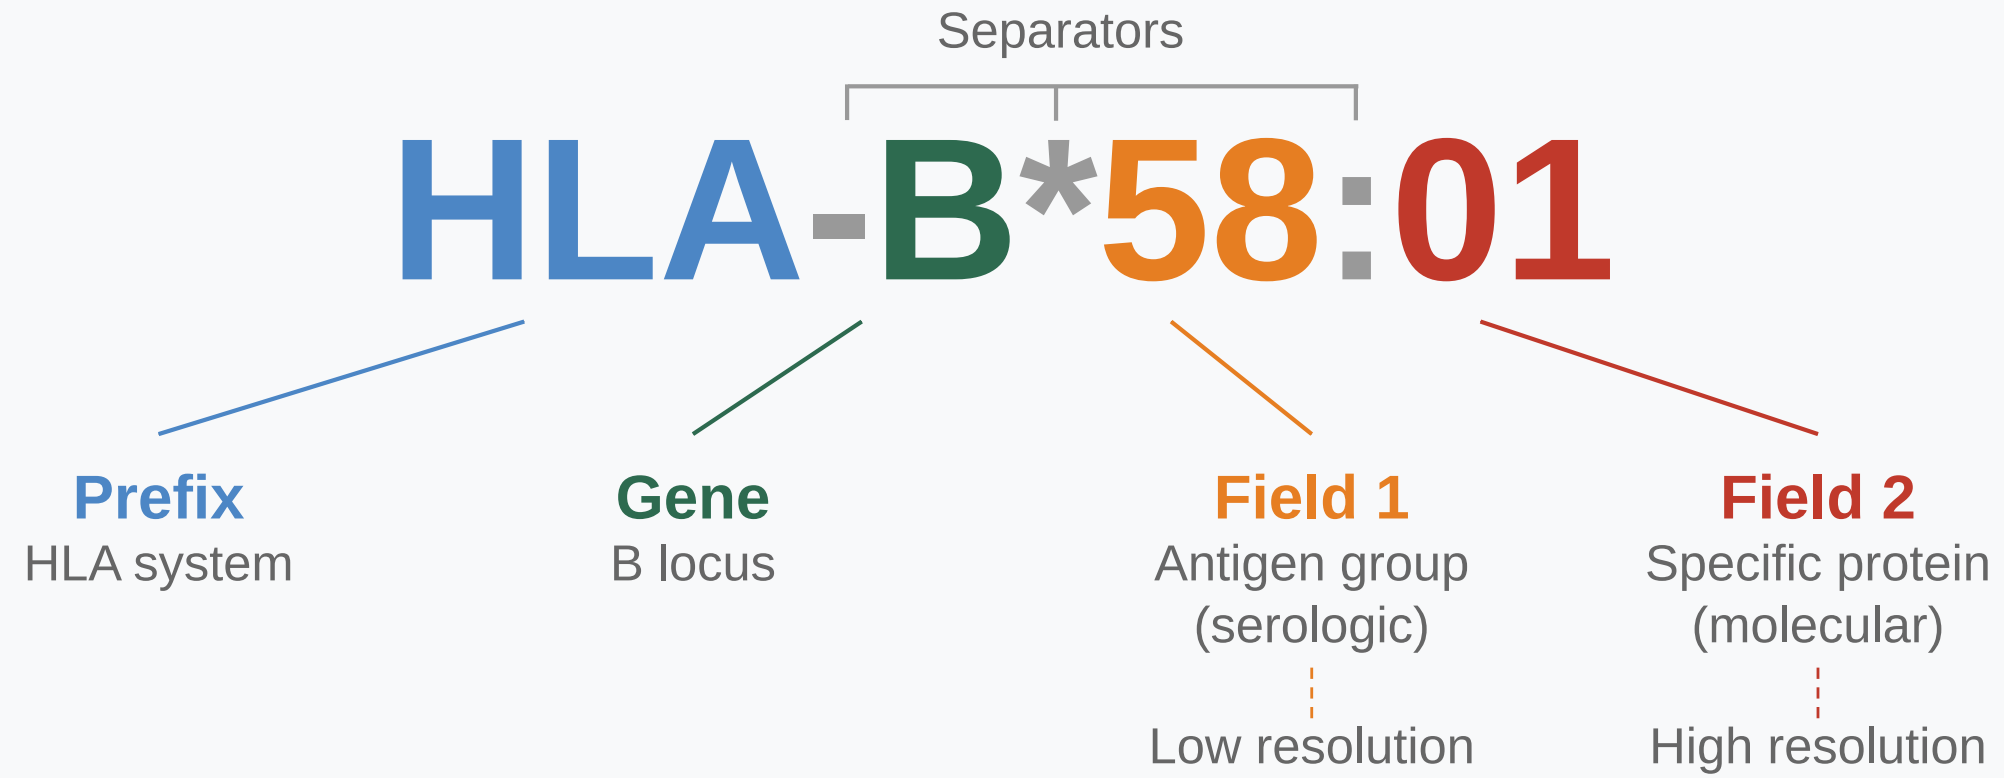 Separators
HLA-B*58:01
Prefix Gene Field 1 Field 2
HLA system B locus Antigen group Specific protein
(serologic) (molecular)
Low resolution High resolution